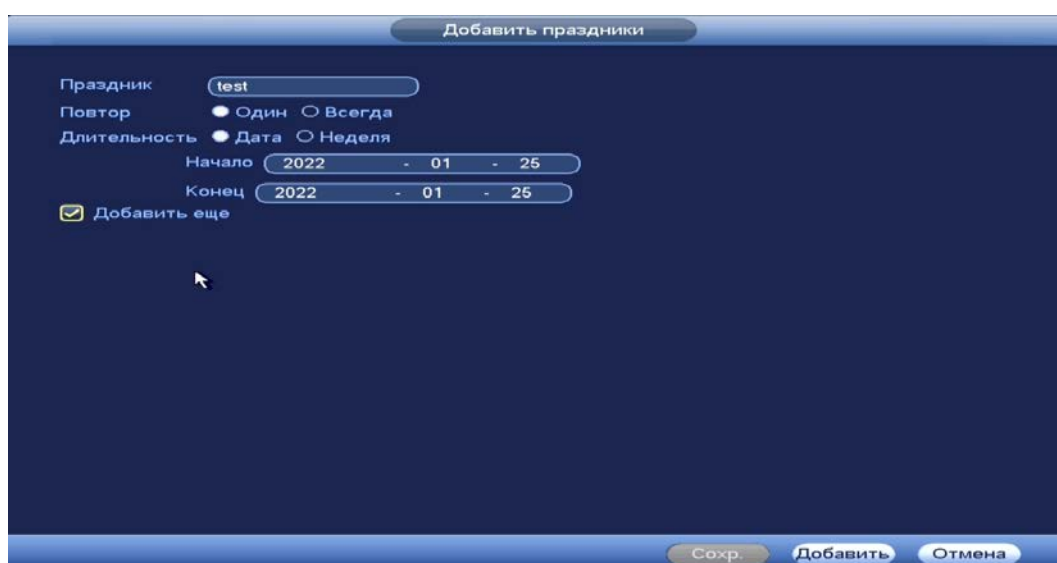 Добавить праздники
Праздник test
Повтор Один Всегда
Длительность Дата Неделя
Начало 2022 - 01 - 25
Конец 2022 - 01 - 25
Добавить еще
Сохр. Добавить Отмена